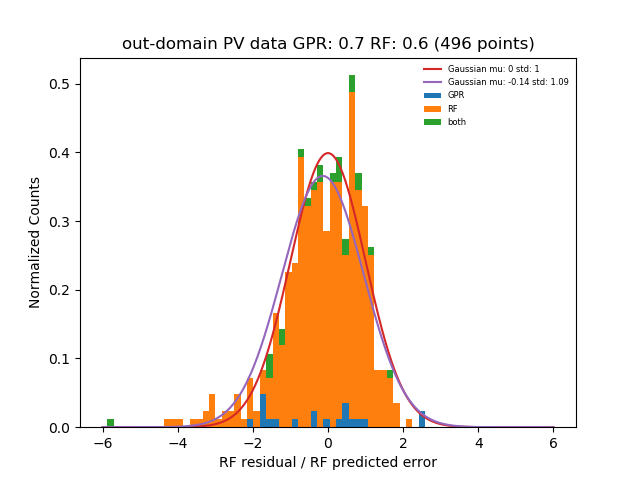 out-domain PV data GPR: 0.7 RF: 0.6 (496 points)
Gaussian mu: 0 std: 1
Gaussian mu: -0.14 std: 1.09
GPR
RF
both
Normalized Counts
0.5
0.4
0.3
0.2
0.1
0.0
−6 −4 −2 0 2 4 6
RF residual / RF predicted error